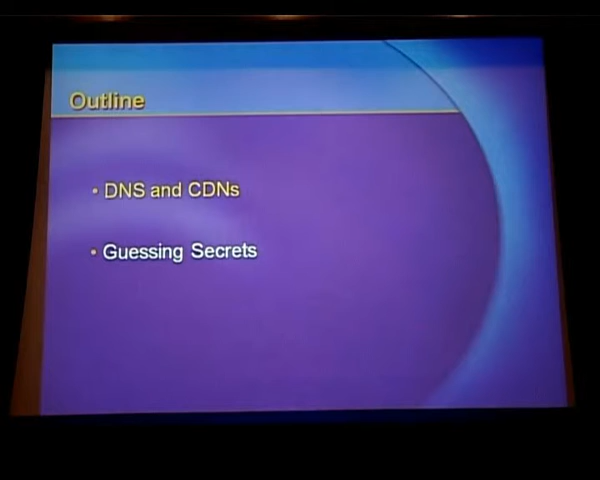 Outline
• DNS and CDNs
• Guessing Secrets